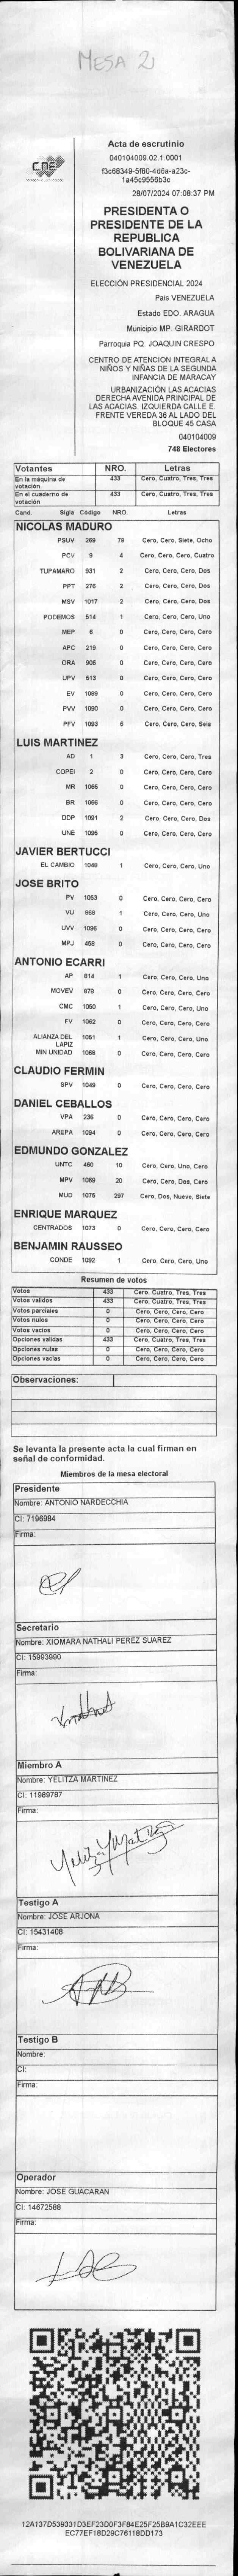 MESA 2
CNE
Acta de escrutinio
040104009.02.1.0001
f3c68349-5f80-4d6a-a23c-
1a45c9556b3c
28/07/2024 07:08:37 PM
PRESIDENTA O
PRESIDENTE DE LA
REPUBLICA
BOLIVARIANA DE
VENEZUELA
ELECCIÓN PRESIDENCIAL 2024
País VENEZUELA
Estado EDO. ARAGUA
Municipio MP. GIRARDOT
Parroquia PQ. JOAQUIN CRESPO
CENTRO DE ATENCION INTEGRAL A
NIÑOS Y NIÑAS DE LA SEGUNDA
INFANCIA DE MARACAY
URBANIZACIÓN LAS ACACIAS
DERECHA AVENIDA PRINCIPAL DE
LAS ACACIAS. IZQUIERDA CALLE E.
FRENTE VEREDA 36 AL LADO DEL
BLOQUE 45 CASA
040104009
748 Electores
Votantes NRO. Letras
En la máquina de votación 433 Cero, Cuatro, Tres, Tres
En el cuaderno de votación 433 Cero, Cuatro, Tres, Tres
Cand. Sigla Código NRO. Letras
NICOLAS MADURO
PSUV 269 78 Cero, Cero, Siete, Ocho
PCV 9 4 Cero, Cero, Cero, Cuatro
TUPAMARO 931 2 Cero, Cero, Cero, Dos
PPT 276 2 Cero, Cero, Cero, Dos
MSV 1017 2 Cero, Cero, Cero, Dos
PODEMOS 514 1 Cero, Cero, Cero, Uno
MEP 6 0 Cero, Cero, Cero, Cero
APC 219 0 Cero, Cero, Cero, Cero
ORA 906 0 Cero, Cero, Cero, Cero
UPV 513 0 Cero, Cero, Cero, Cero
EV 1089 0 Cero, Cero, Cero, Cero
PVV 1090 0 Cero, Cero, Cero, Cero
PFV 1093 6 Cero, Cero, Cero, Seis
LUIS MARTINEZ
AD 1 3 Cero, Cero, Cero, Tres
COPEI 2 0 Cero, Cero, Cero, Cero
MR 1065 0 Cero, Cero, Cero, Cero
BR 1066 0 Cero, Cero, Cero, Cero
DDP 1091 2 Cero, Cero, Cero, Dos
UNE 1095 0 Cero, Cero, Cero, Cero
JAVIER BERTUCCI
EL CAMBIO 1048 1 Cero, Cero, Cero, Uno
JOSE BRITO
PV 1053 0 Cero, Cero, Cero, Cero
VU 868 1 Cero, Cero, Cero, Uno
UVV 1096 0 Cero, Cero, Cero, Cero
MPJ 458 0 Cero, Cero, Cero, Cero
ANTONIO ECARRI
AP 814 1 Cero, Cero, Cero, Uno
MOVEV 878 0 Cero, Cero, Cero, Cero
CMC 1050 1 Cero, Cero, Cero, Uno
FV 1062 0 Cero, Cero, Cero, Cero
ALIANZA DEL LAPIZ 1051 1 Cero, Cero, Cero, Uno
MIN UNIDAD 1068 0 Cero, Cero, Cero, Cero
CLAUDIO FERMIN
SPV 1049 0 Cero, Cero, Cero, Cero
DANIEL CEBALLOS
VPA 236 0 Cero, Cero, Cero, Cero
AREPA 1094 0 Cero, Cero, Cero, Cero
EDMUNDO GONZALEZ
UNTC 460 10 Cero, Cero, Uno, Cero
MPV 1069 20 Cero, Cero, Dos, Cero
MUD 1075 297 Cero, Dos, Nueve, Siete
ENRIQUE MARQUEZ
CENTRADOS 1073 0 Cero, Cero, Cero, Cero
BENJAMIN RAUSSEO
CONDE 1092 1 Cero, Cero, Cero, Uno
Resumen de votos
Votos 433 Cero, Cuatro, Tres, Tres
Votos validos 433 Cero, Cuatro, Tres, Tres
Votos parciales 0 Cero, Cero, Cero, Cero
Votos nulos 0 Cero, Cero, Cero, Cero
Votos vacios 0 Cero, Cero, Cero, Cero
Opciones validas 433 Cero, Cuatro, Tres, Tres
Opciones nulas 0 Cero, Cero, Cero, Cero
Opciones vacias 0 Cero, Cero, Cero, Cero
Observaciones:
Se levanta la presente acta la cual firman en
señal de conformidad.
Miembros de la mesa electoral
Presidente
Nombre: ANTONIO NARDECCHIA
CI: 7196984
Firma:
Secretario
Nombre: XIOMARA NATHALI PEREZ SUAREZ
CI: 15993990
Firma:
Miembro A
Nombre: YELITZA MARTINEZ
CI: 11989787
Firma:
Testigo A
Nombre: JOSE ARJONA
CI: 15431408
Firma:
Testigo B
Nombre:
CI:
Firma:
Operador
Nombre: JOSE GUACARAN
CI: 14672588
Firma:
12A137D539331D3EF23D0F3F84E25F25B9A1C32EEE
EC77EF18D29C76118DD173